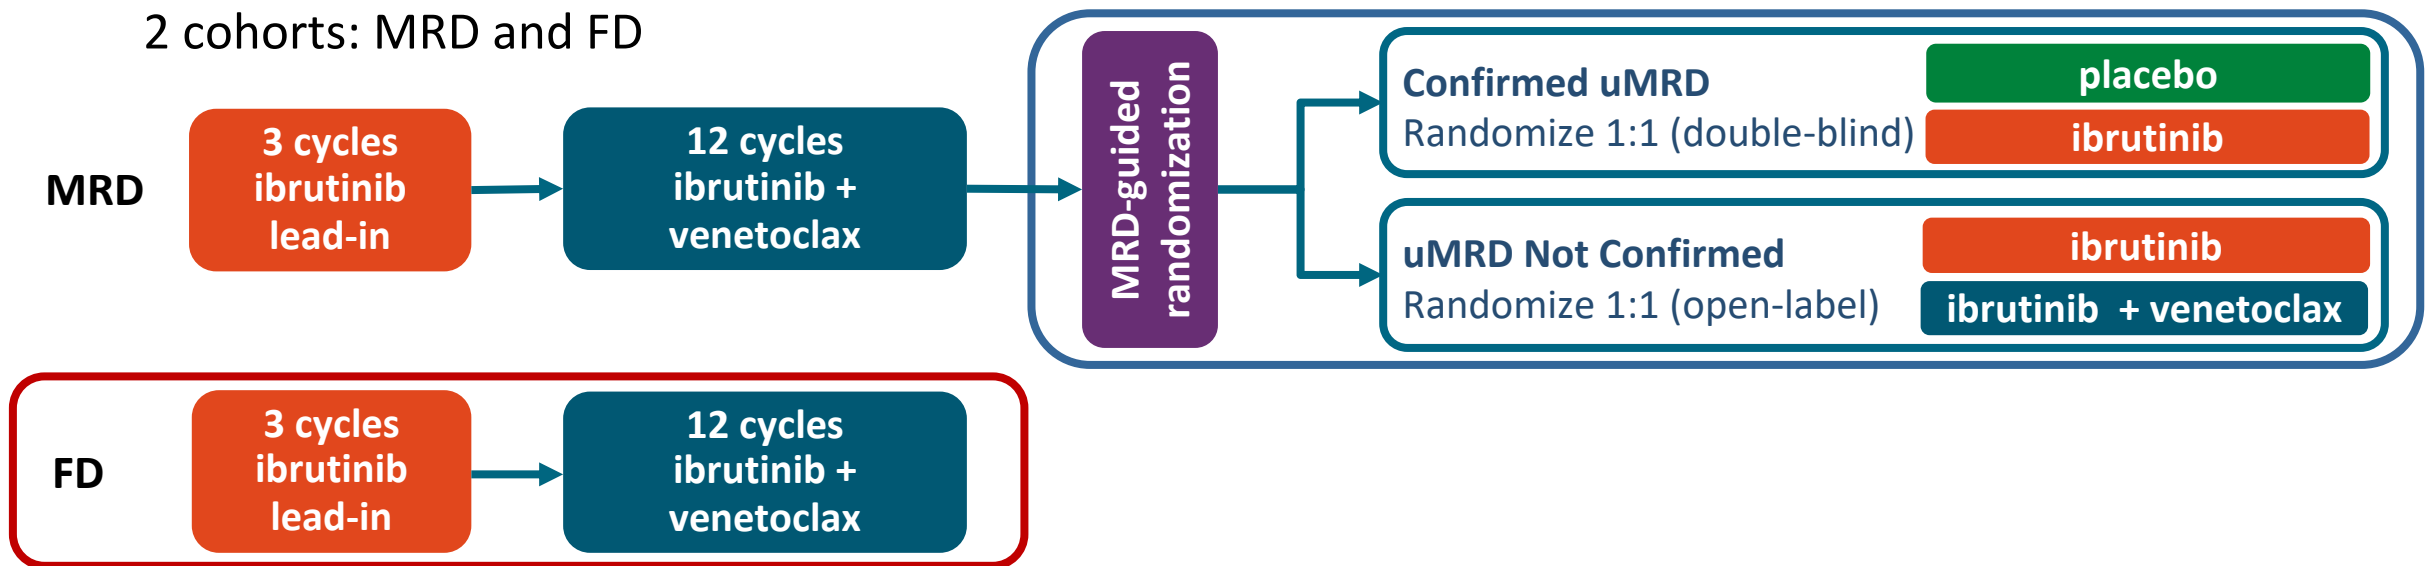 2 cohorts: MRD and FD
MRD
3 cycles
ibrutinib
lead-in
12 cycles
ibrutinib +
venetoclax
MRD-guided
randomization
Confirmed uMRD
Randomize 1:1 (double-blind)
placebo
ibrutinib
uMRD Not Confirmed
Randomize 1:1 (open-label)
ibrutinib
ibrutinib + venetoclax
FD
3 cycles
ibrutinib
lead-in
12 cycles
ibrutinib +
venetoclax